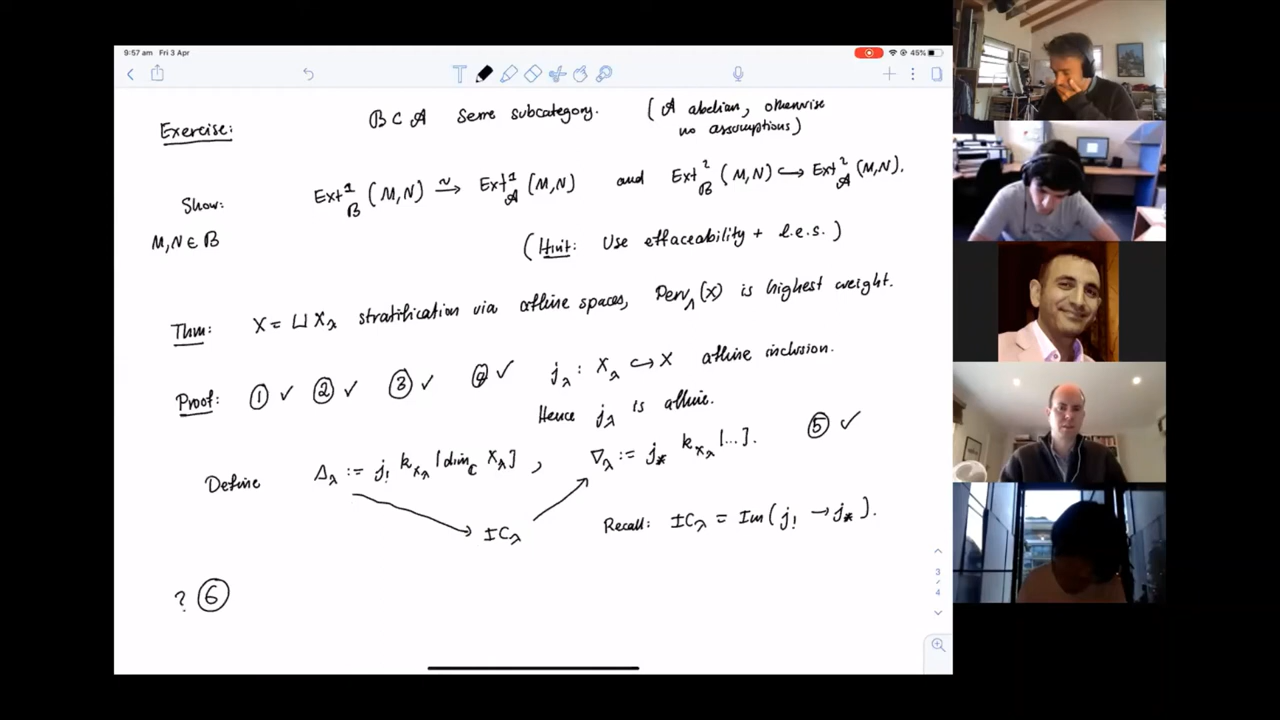 9:57 am Fri 3 Apr
45%
Exercise: B ⊂ A Serre subcategory. (A abelian, otherwise
no assumptions)
Show: Ext¹_B (M,N) ~→ Ext¹_A (M,N) and Ext²_B (M,N) ↪ Ext²_A (M,N).
M,N ∈ B
(Hint: Use effaceability + l.e.s.)
Thm: X = ⊔ X_λ stratification via affine spaces, Perv_Λ(X) is highest weight.
Proof: ① ✓ ② ✓ ③ ✓ ④ ✓ j_λ : X_λ ↪ X affine inclusion.
Hence j_λ is affine.
Define Δ_λ := j_! k_{X_λ} [dim_C X_λ] , ∇_λ := j_* k_{X_λ} [...]. ⑤ ✓
IC_λ Recall: IC_λ = Im (j_! → j_*).
? ⑥
3
/
4